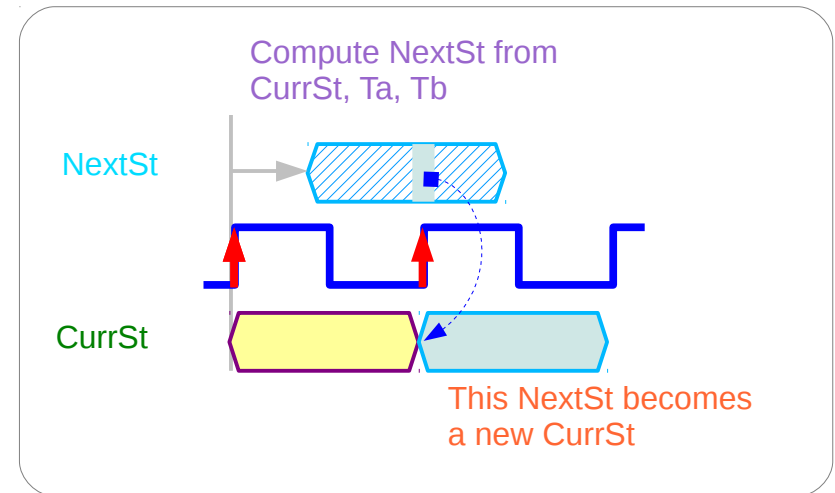 Compute NextSt from
CurrSt, Ta, Tb
NextSt
CurrSt
This NextSt becomes
a new CurrSt